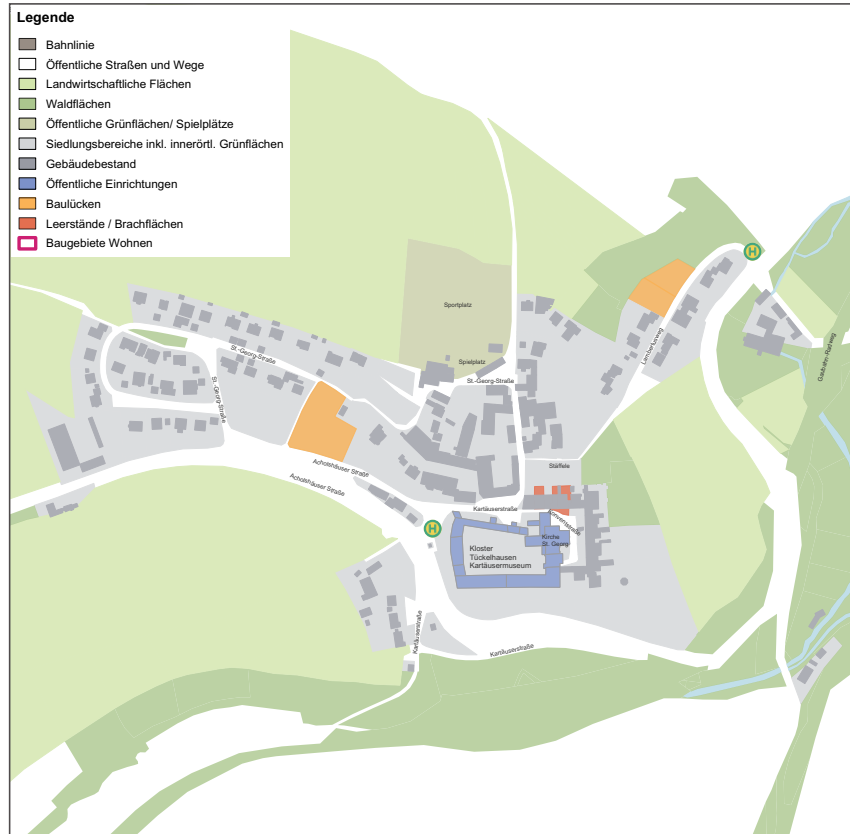 Legende
Bahnlinie
Öffentliche Straßen und Wege
Landwirtschaftliche Flächen
Waldflächen
Öffentliche Grünflächen/ Spielplätze
Siedlungsbereiche inkl. innerörtl. Grünflächen
Gebäudebestand
Öffentliche Einrichtungen
Baulücken
Leerstände / Brachflächen
Baugebiete Wohnen
H
Sportplatz
Lambertusweg
Gaubahn-Radweg
St.-Georg-Straße
Spielplatz
St.-Georg-Straße
St.-Georg-Straße
Acholshäuser Straße
Stäffele
Acholshäuser Straße
Kartäuserstraße
Konventstraße
H
Kirche
St. Georg
Kloster
Tückelhausen
Kartäusermuseum
Kartäuserstraße
Kartäuserstraße